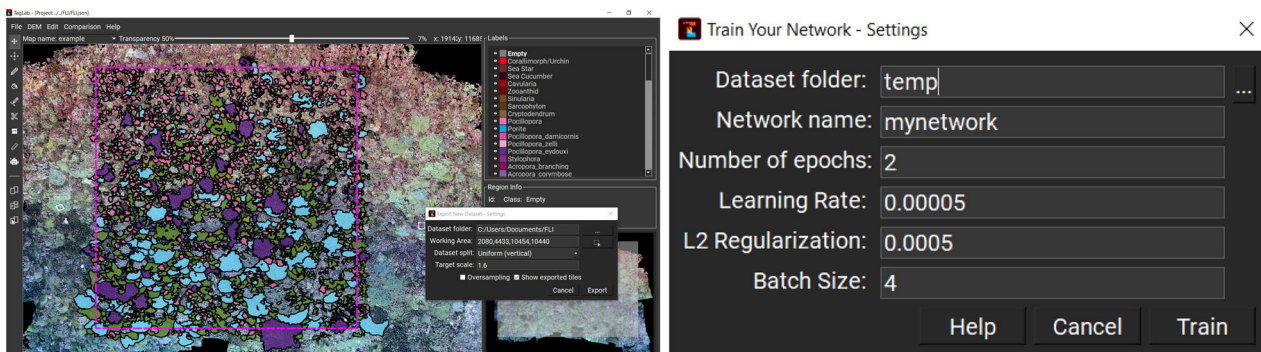 TagLab - [Project ../../FLI/FLI.json]
File DEM Edit Comparison Help
Map name: example Transparency 50% 7% x: 19142y: 11685
Labels
Empty
Corallimorph/Urchin
Sea Star
Sea Cucumber
Cavularia
Zooanthid
Sinularia
Sarcophyton
Cryptodendrum
Pocillopora
Porite
Pocillopora_damicornis
Pocillopora_zelli
Pocillopora_eydouxi
Stylophora
Acropora_branching
Acropora_corymbose
Region Info
Id: Class: Empty
Export New Dataset - Settings
Dataset folder: C:/Users/Documents/FLI ...
Working Area: 2080,4433,10454,10440
Dataset split: Uniform (vertical)
Target scale: 1.6
Oversampling Show exported tiles
Cancel Export
Train Your Network - Settings
Dataset folder: temp ...
Network name: mynetwork
Number of epochs: 2
Learning Rate: 0.00005
L2 Regularization: 0.0005
Batch Size: 4
Help Cancel Train